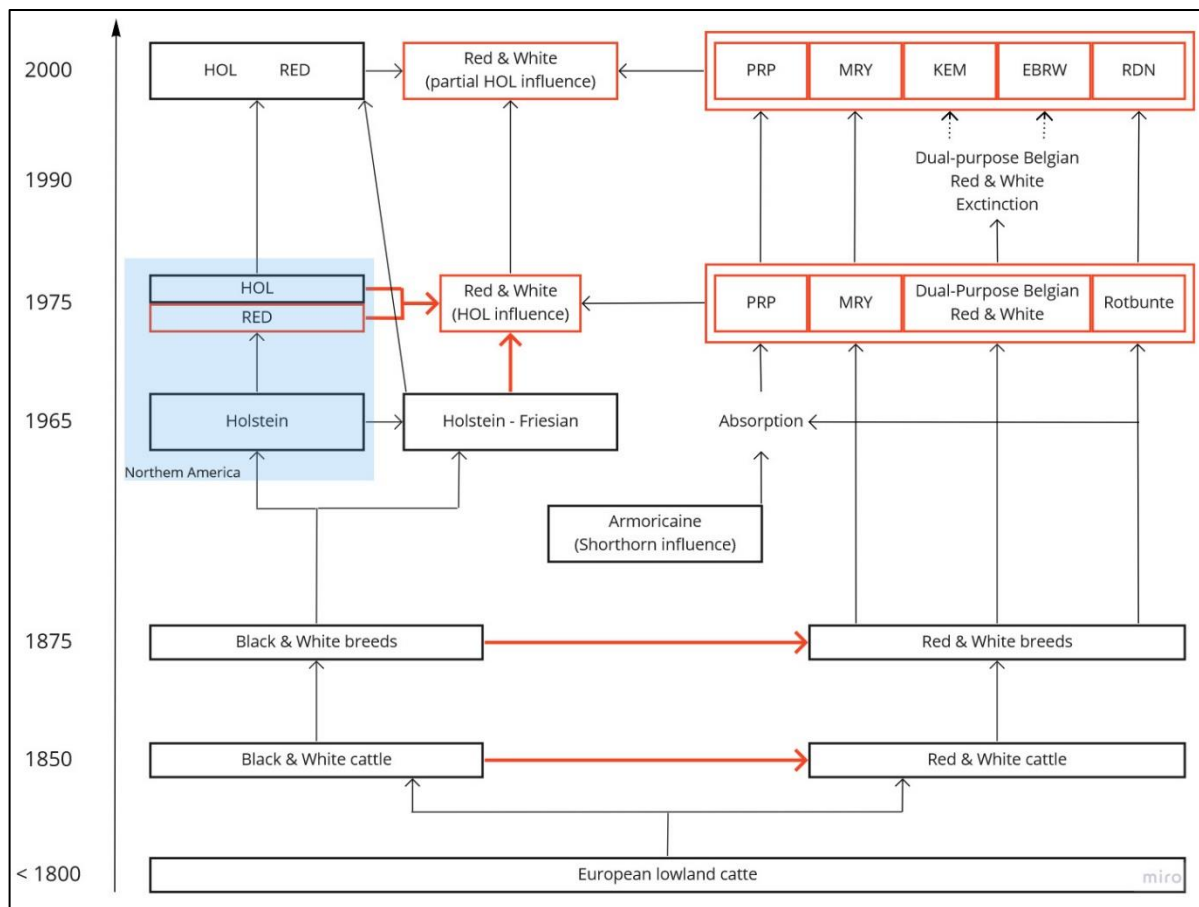 2000
HOL RED
Red & White
(partial HOL influence)
PRP MRY KEM EBRW RDN
1990
Dual-purpose Belgian
Red & White
Exctinction
1975
HOL
RED
Red & White
(HOL influence)
PRP MRY
Dual-Purpose Belgian
Red & White
Rotbunte
1965
Holstein
Holstein - Friesian
Absorption
Northem America
Armoricaine
(Shorthorn influence)
1875
Black & White breeds
Red & White breeds
1850
Black & White cattle
Red & White cattle
< 1800
European lowland catte
miro